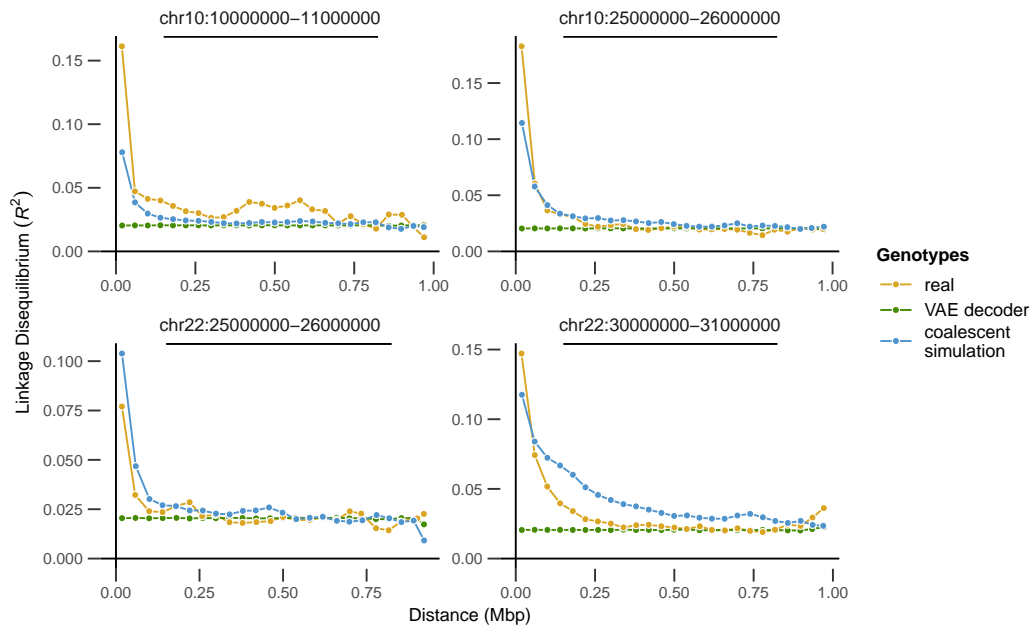 chr10:10000000−11000000
chr10:25000000−26000000
0.15
0.10
0.05
0.00
0.15
0.10
0.05
0.00
0.00 0.25 0.50 0.75 1.00
0.00 0.25 0.50 0.75 1.00
chr22:25000000−26000000
chr22:30000000−31000000
0.100
0.075
0.050
0.025
0.000
0.15
0.10
0.05
0.00
0.00 0.25 0.50 0.75
0.00 0.25 0.50 0.75 1.00
Linkage Disequilibrium (R²)
Distance (Mbp)
Genotypes
real
VAE decoder
coalescent
simulation